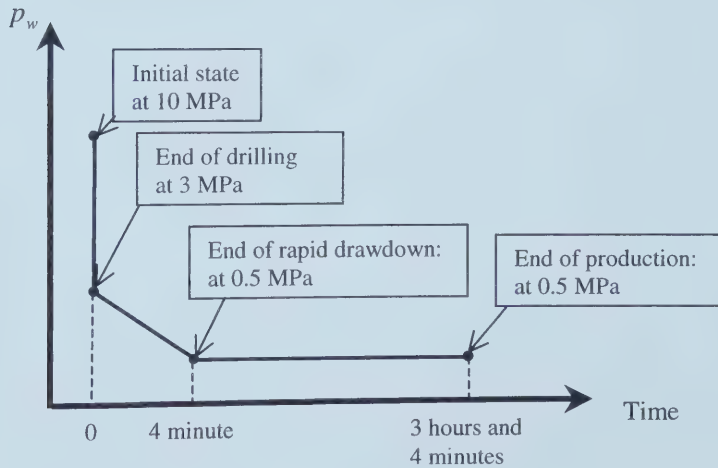 p_w
Initial state
at 10 MPa
End of drilling
at 3 MPa
End of rapid drawdown:
at 0.5 MPa
End of production:
at 0.5 MPa
Time
0
4 minute
3 hours and
4 minutes